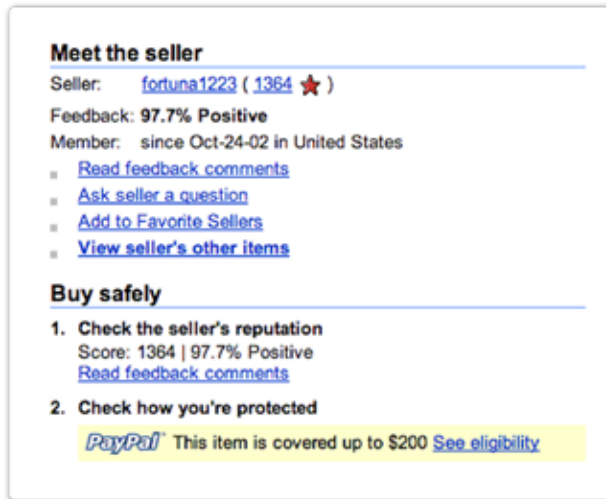 Meet the seller
Seller: fortuna1223 ( 1364 )
Feedback: 97.7% Positive
Member: since Oct-24-02 in United States
Read feedback comments
Ask seller a question
Add to Favorite Sellers
View seller's other items
Buy safely
1. Check the seller's reputation
Score: 1364 | 97.7% Positive
Read feedback comments
2. Check how you're protected
PayPal This item is covered up to $200 See eligibility